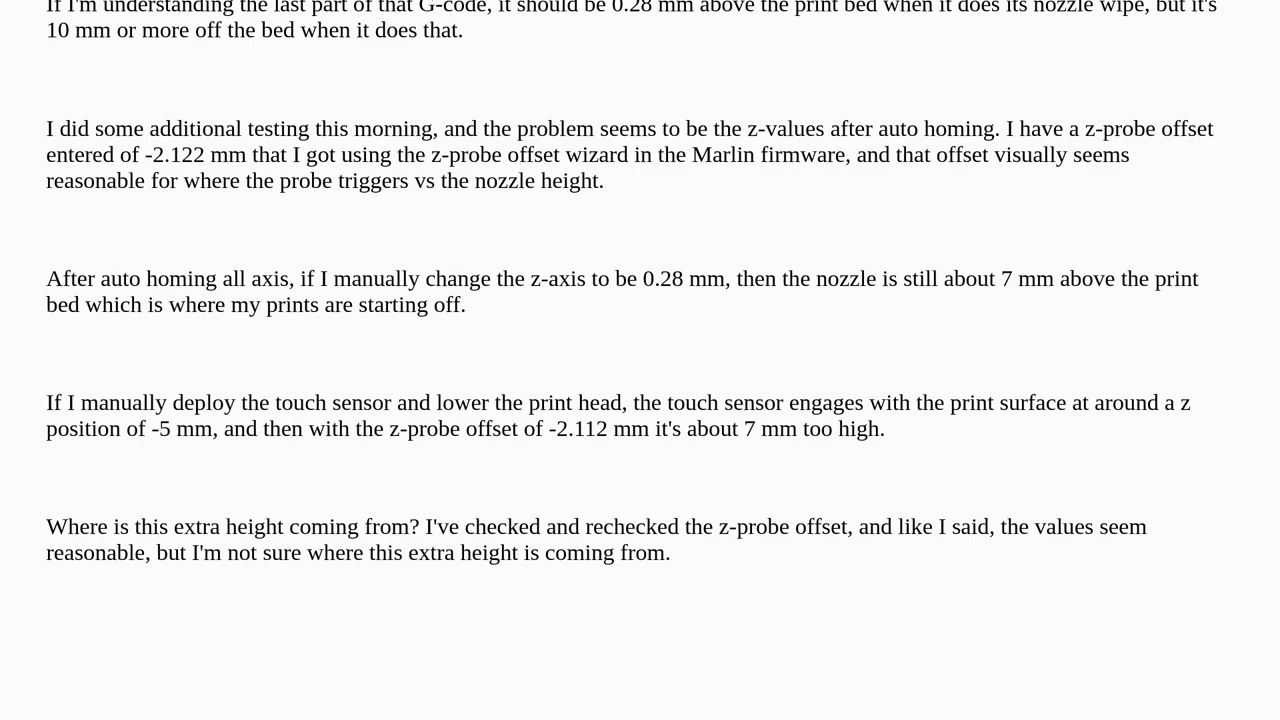 If I'm understanding the last part of that G-code, it should be 0.28 mm above the print bed when it does its nozzle wipe, but it's
10 mm or more off the bed when it does that.
I did some additional testing this morning, and the problem seems to be the z-values after auto homing. I have a z-probe offset
entered of -2.122 mm that I got using the z-probe offset wizard in the Marlin firmware, and that offset visually seems
reasonable for where the probe triggers vs the nozzle height.
After auto homing all axis, if I manually change the z-axis to be 0.28 mm, then the nozzle is still about 7 mm above the print
bed which is where my prints are starting off.
If I manually deploy the touch sensor and lower the print head, the touch sensor engages with the print surface at around a z
position of -5 mm, and then with the z-probe offset of -2.112 mm it's about 7 mm too high.
Where is this extra height coming from? I've checked and rechecked the z-probe offset, and like I said, the values seem
reasonable, but I'm not sure where this extra height is coming from.